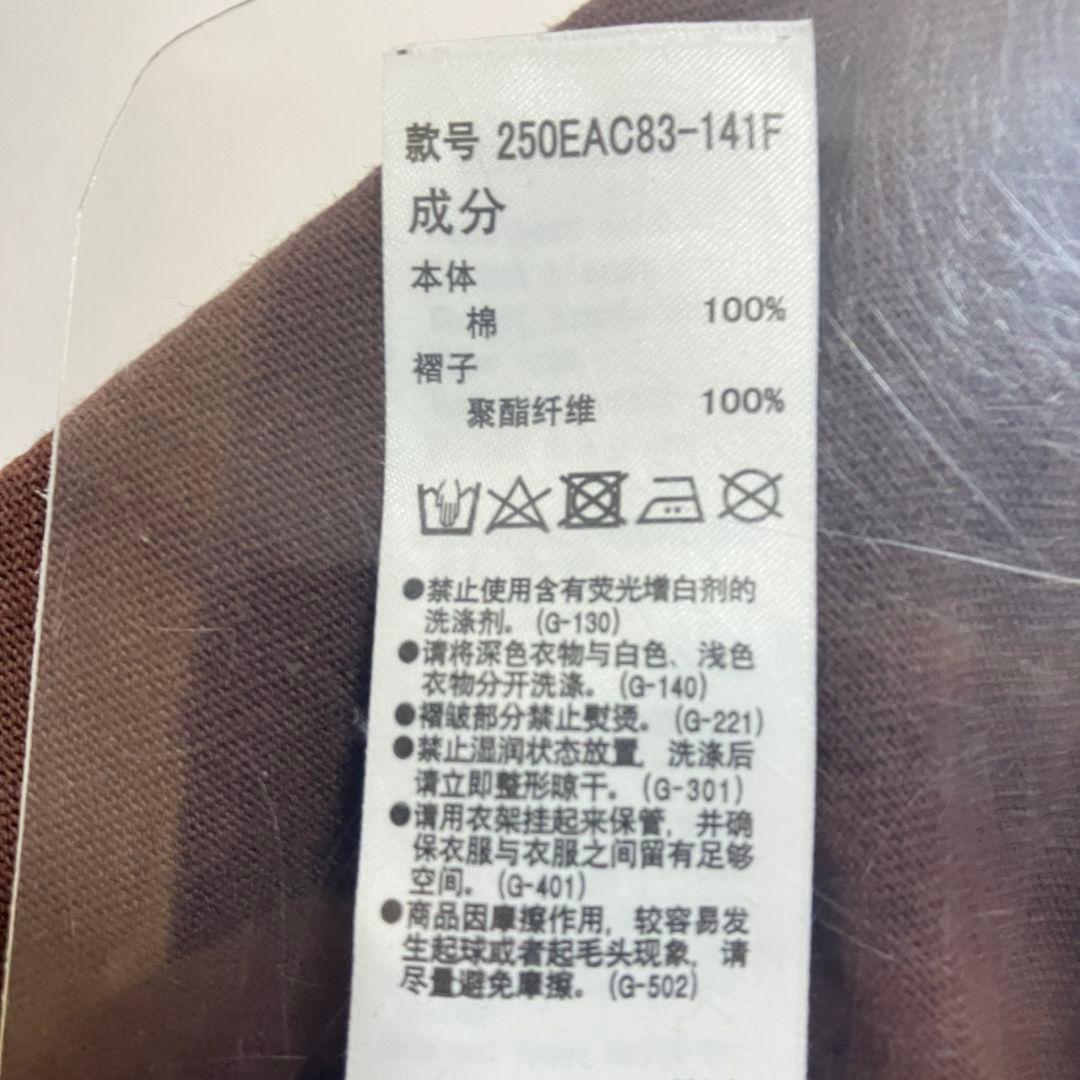 款号 250EAC83-141F
成分
本体
棉 100%
褶子
聚酯纤维 100%
●禁止使用含有荧光增白剂的
洗涤剂。(G-130)
●请将深色衣物与白色、浅色
衣物分开洗涤。(G-140)
●褶皱部分禁止熨烫。(G-221)
●禁止湿润状态放置，洗涤后
请立即整形晾干。(G-301)
●请用衣架挂起来保管，并确
保衣服与衣服之间留有足够
空间。(G-401)
●商品因摩擦作用，较容易发
生起球或者起毛头现象，请
尽量避免摩擦。(G-502)